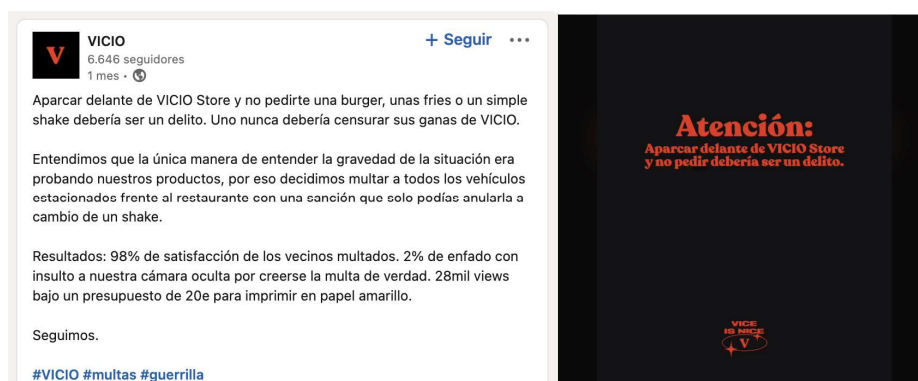 V
VICIO
6.646 seguidores
1 mes •
+ Seguir •••
Aparcar delante de VICIO Store y no pedirte una burger, unas fries o un simple
shake debería ser un delito. Uno nunca debería censurar sus ganas de VICIO.
Entendimos que la única manera de entender la gravedad de la situación era
probando nuestros productos, por eso decidimos multar a todos los vehículos
estacionados frente al restaurante con una sanción que solo podías anularla a
cambio de un shake.
Resultados: 98% de satisfacción de los vecinos multados. 2% de enfado con
insulto a nuestra cámara oculta por creerse la multa de verdad. 28mil views
bajo un presupuesto de 20e para imprimir en papel amarillo.
Seguimos.
#VICIO #multas #guerrilla
Atención:
Aparcar delante de VICIO Store
y no pedir debería ser un delito.
VICE
IS NICE
V